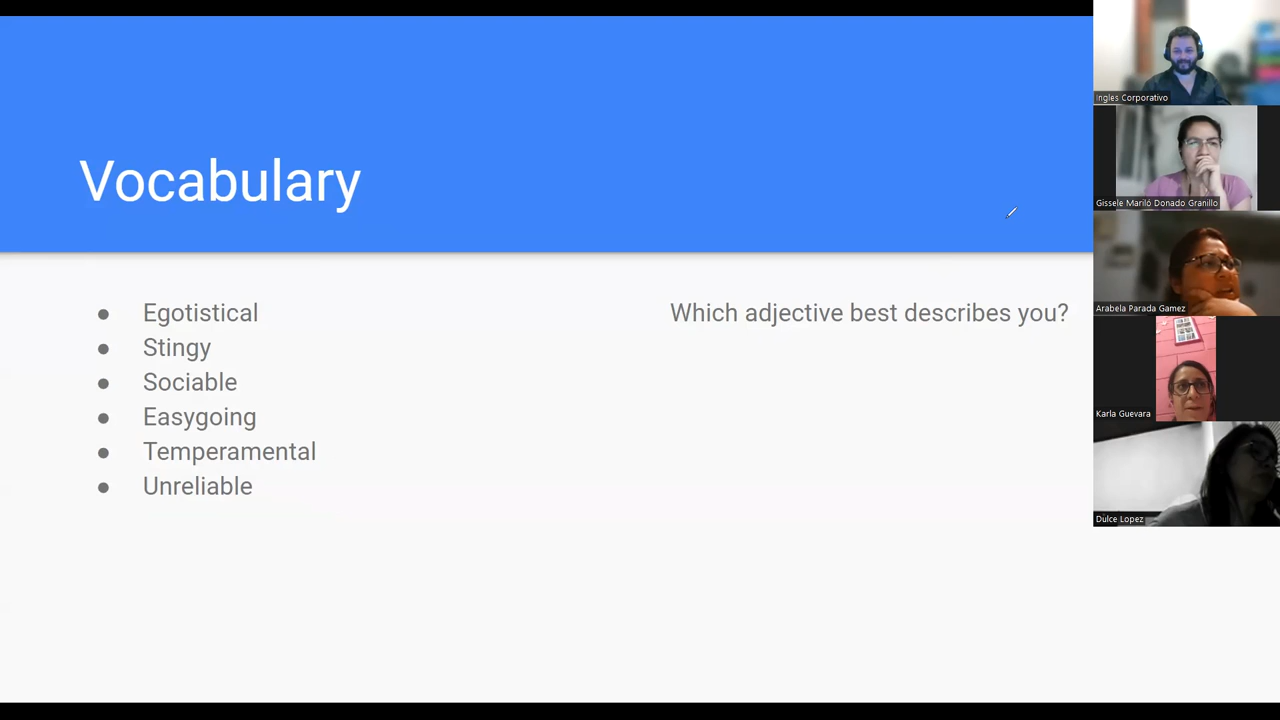 Vocabulary
Egotistical
Stingy
Sociable
Easygoing
Temperamental
Unreliable
Which adjective best describes you?
Ingles Corporativo
Gissele Mariló Donado Granillo
Arabela Parada Gamez
Karla Guevara
Dulce Lopez